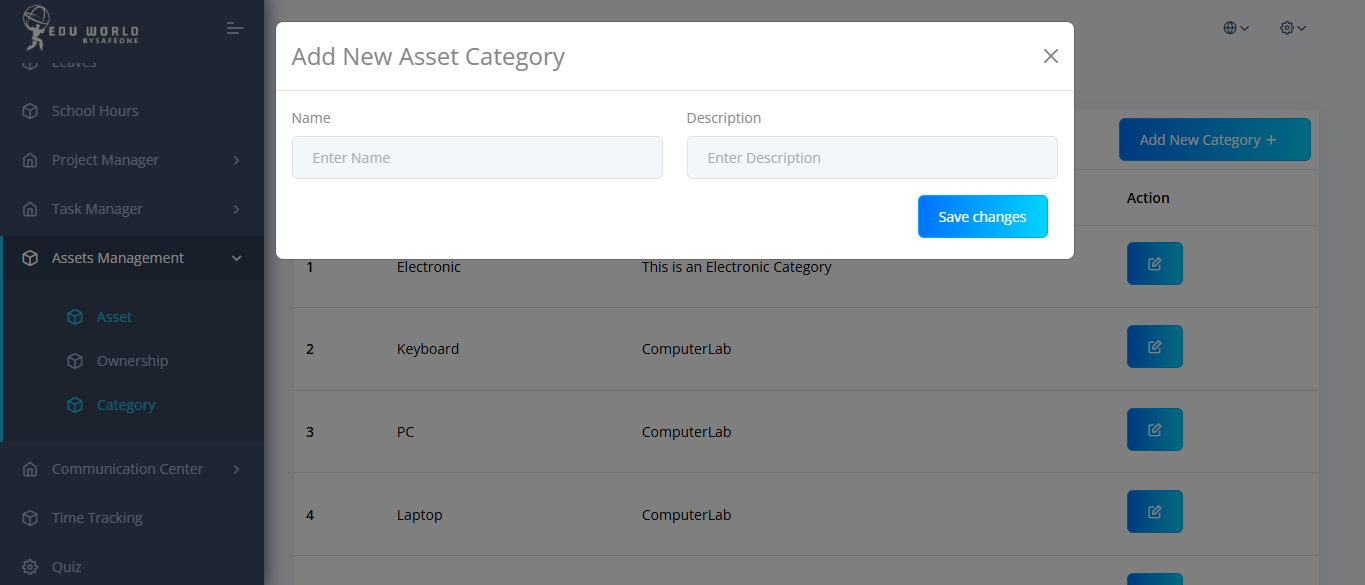 EDU WORLD
BYSAFEONE
Leaves
School Hours
Project Manager
Task Manager
Assets Management
Asset
Ownership
Category
Communication Center
Time Tracking
Quiz
Add New Asset Category
Name Description
Enter Name Enter Description
Save changes
Add New Category +
Action
1 Electronic This is an Electronic Category
2 Keyboard ComputerLab
3 PC ComputerLab
4 Laptop ComputerLab